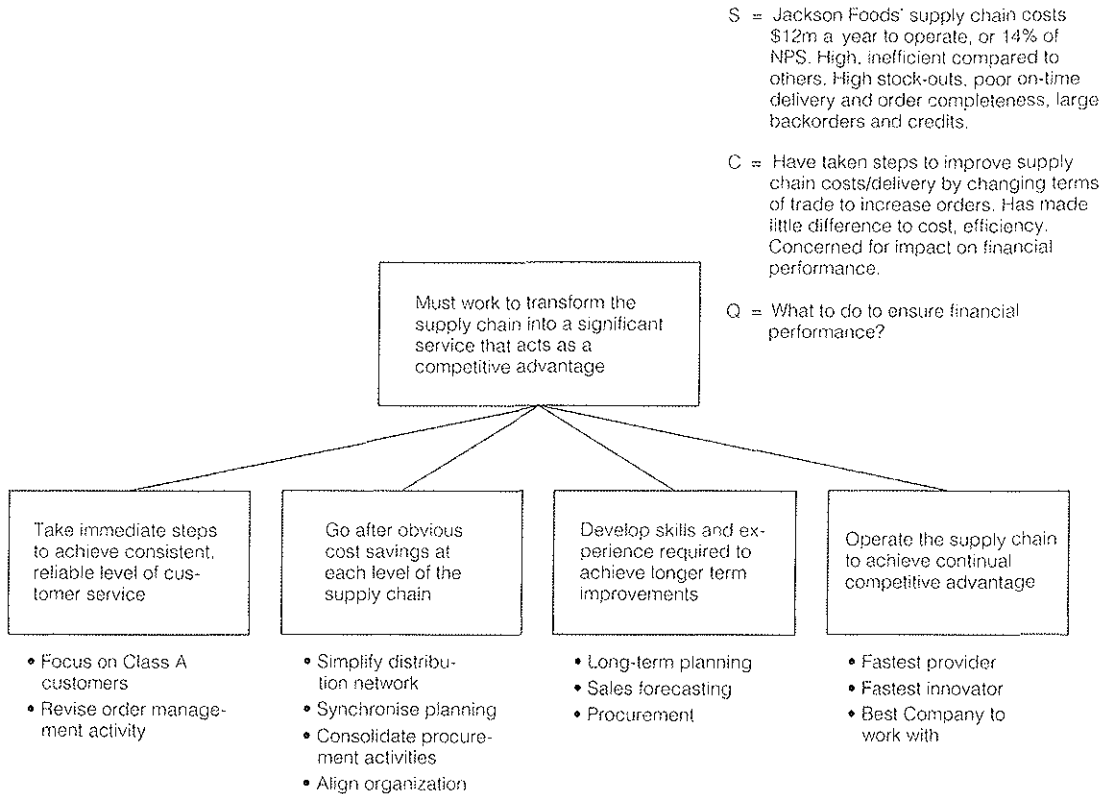 S = Jackson Foods' supply chain costs
$12m a year to operate, or 14% of
NPS. High, inefficient compared to
others. High stock-outs, poor on-time
delivery and order completeness, large
backorders and credits.
C = Have taken steps to improve supply
chain costs/delivery by changing terms
of trade to increase orders. Has made
little difference to cost, efficiency.
Concerned for impact on financial
performance.
Q = What to do to ensure financial
performance?
Must work to transform the
supply chain into a significant
service that acts as a
competitive advantage
Take immediate steps
to achieve consistent,
reliable level of cus-
tomer service
• Focus on Class A
customers
• Revise order manage-
ment activity
Go after obvious
cost savings at
each level of the
supply chain
• Simplify distribu-
tion network
• Synchronise planning
• Consolidate procure-
ment activities
• Align organization
Develop skills and ex-
perience required to
achieve longer term
improvements
• Long-term planning
• Sales forecasting
• Procurement
Operate the supply chain
to achieve continual
competitive advantage
• Fastest provider
• Fastest innovator
• Best Company to
work with